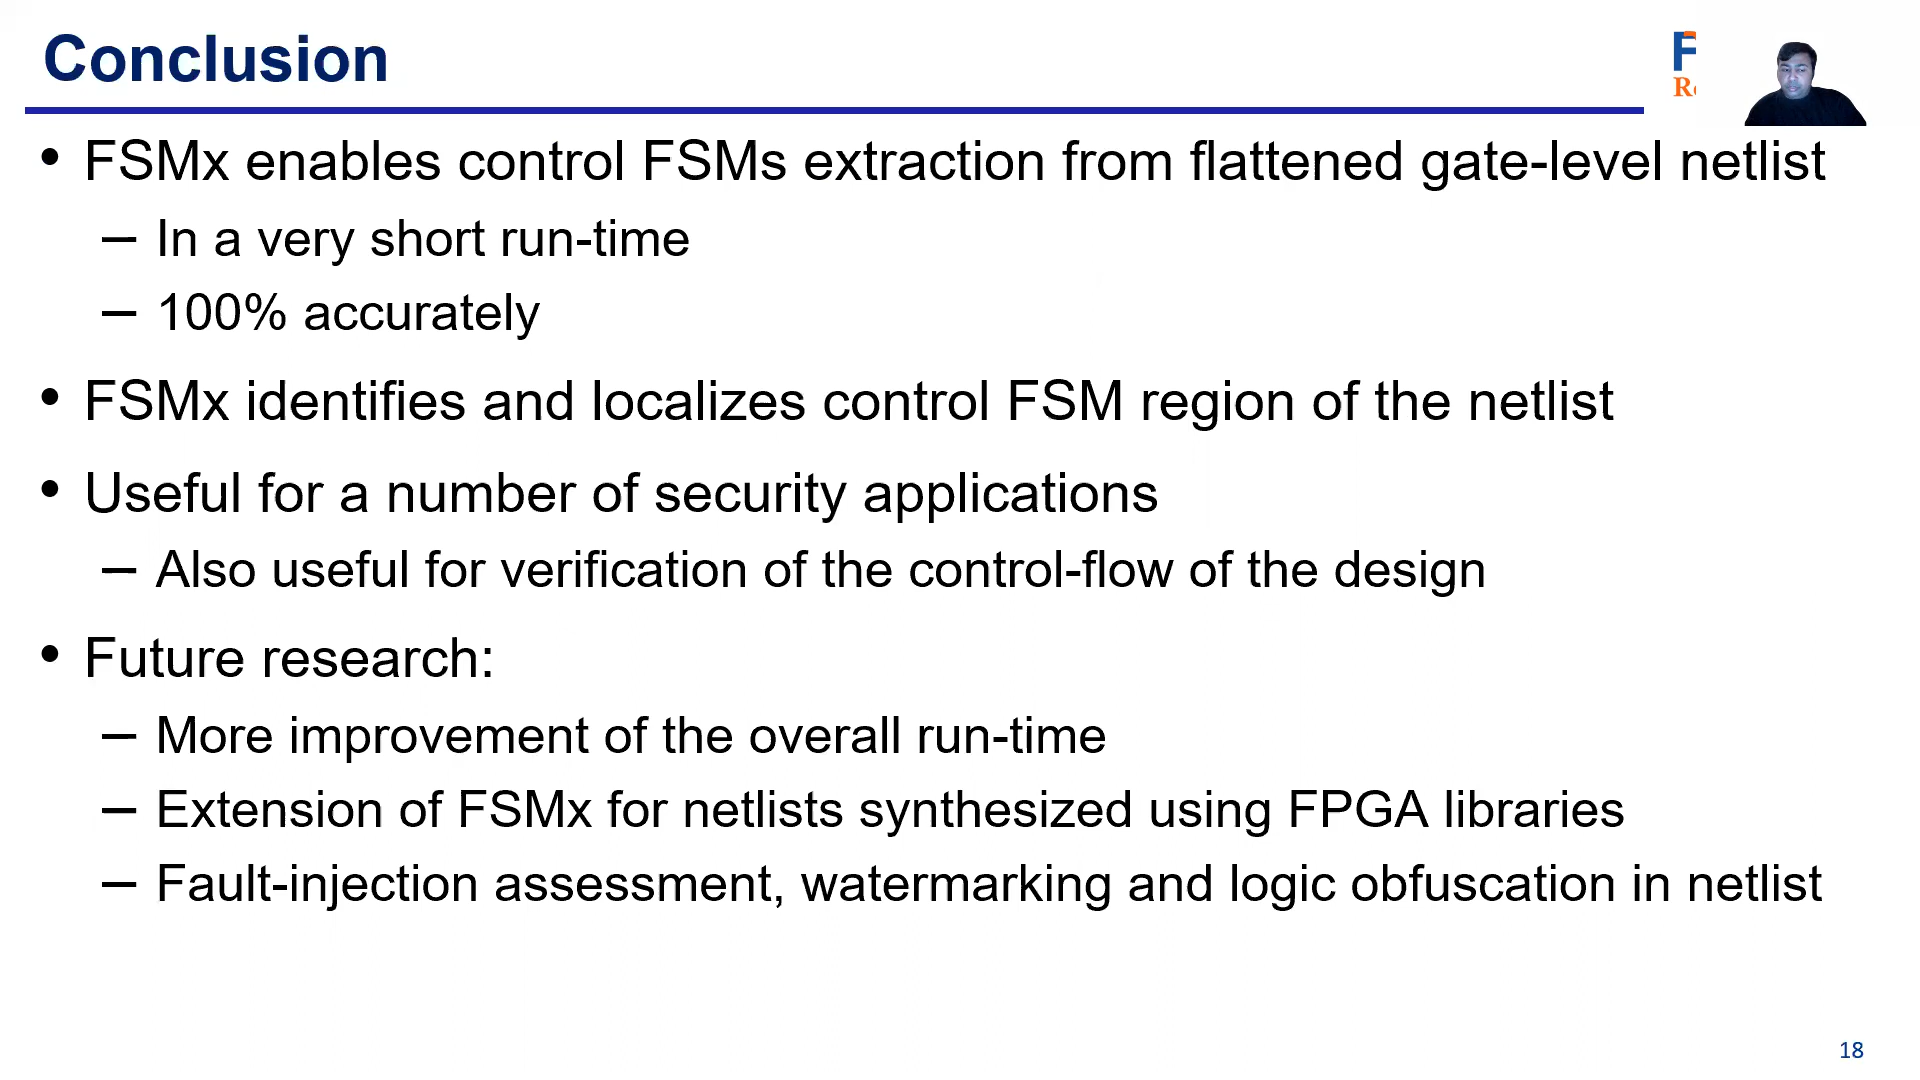 Conclusion
F
Re
• FSMx enables control FSMs extraction from flattened gate-level netlist
– In a very short run-time
– 100% accurately
• FSMx identifies and localizes control FSM region of the netlist
• Useful for a number of security applications
– Also useful for verification of the control-flow of the design
• Future research:
– More improvement of the overall run-time
– Extension of FSMx for netlists synthesized using FPGA libraries
– Fault-injection assessment, watermarking and logic obfuscation in netlist
18